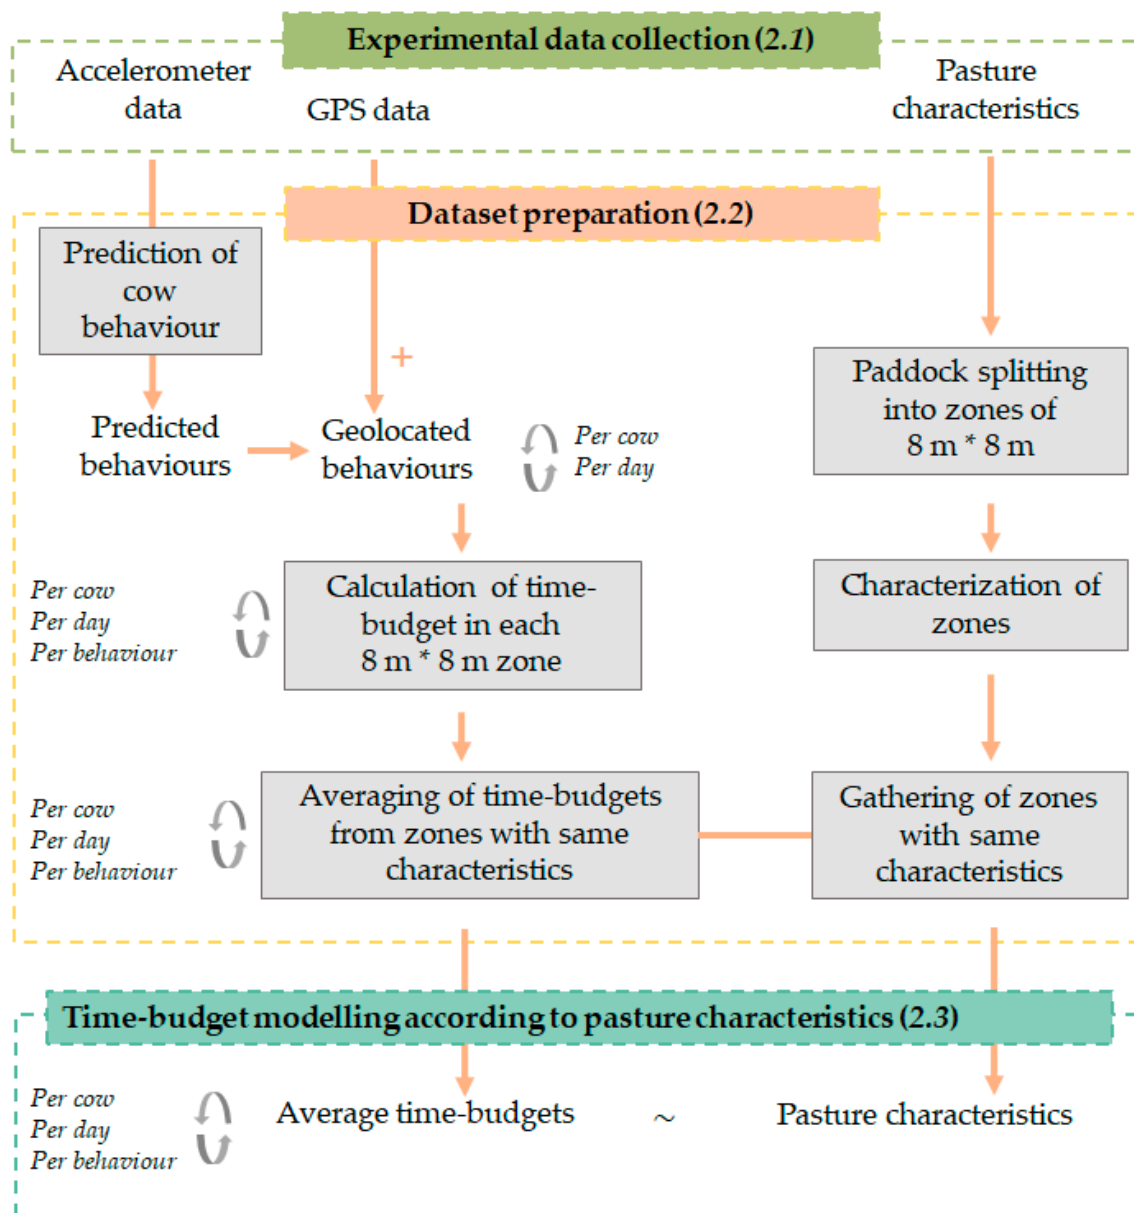 Experimental data collection (2.1)
Accelerometer
data
GPS data
Pasture
characteristics
Dataset preparation (2.2)
Prediction of
cow
behaviour
+
Predicted
behaviours
Geolocated
behaviours
Per cow
Per day
Paddock splitting
into zones of
8 m * 8 m
Per cow
Per day
Per behaviour
Calculation of time-
budget in each
8 m * 8 m zone
Characterization of
zones
Per cow
Per day
Per behaviour
Averaging of time-budgets
from zones with same
characteristics
Gathering of zones
with same
characteristics
Time-budget modelling according to pasture characteristics (2.3)
Per cow
Per day
Per behaviour
Average time-budgets
~
Pasture characteristics